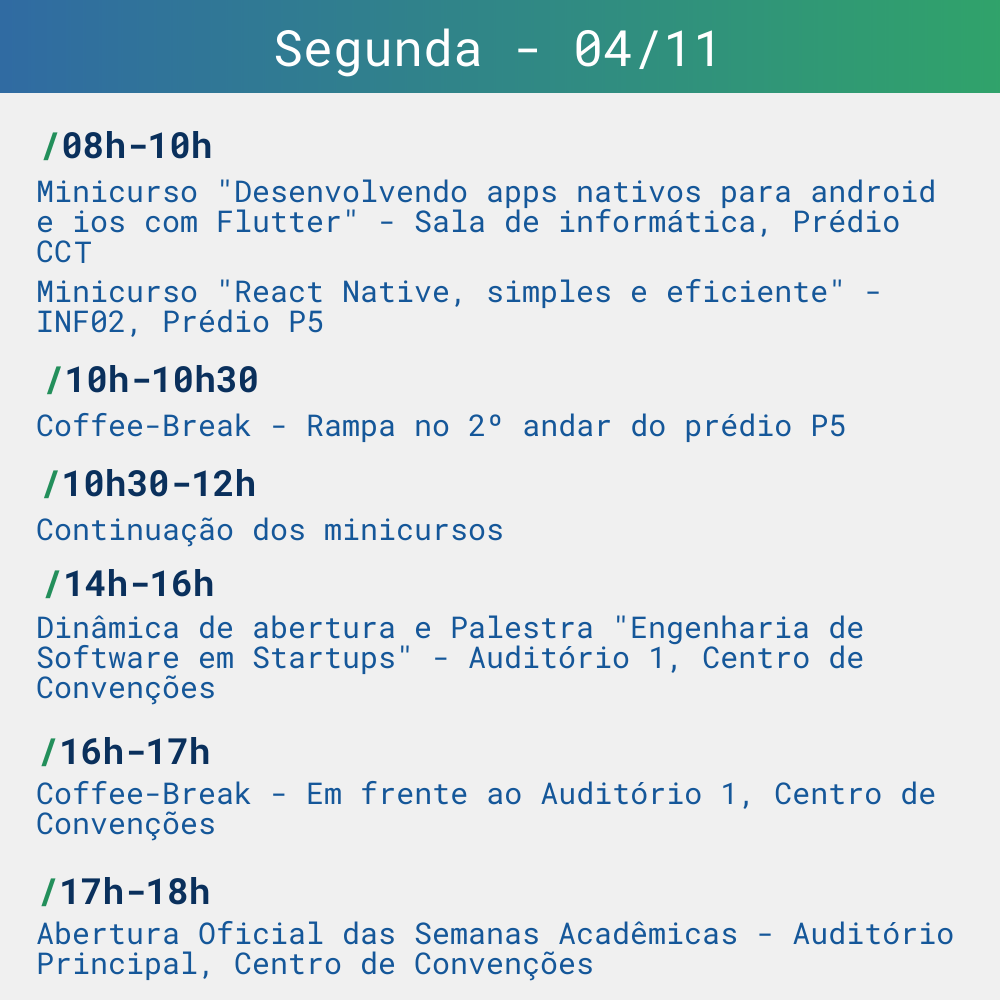 Segunda - 04/11
/08h-10h
Minicurso "Desenvolvendo apps nativos para android
e ios com Flutter" - Sala de informática, Prédio
CCT
Minicurso "React Native, simples e eficiente" -
INF02, Prédio P5
/10h-10h30
Coffee-Break - Rampa no 2º andar do prédio P5
/10h30-12h
Continuação dos minicursos
/14h-16h
Dinâmica de abertura e Palestra "Engenharia de
Software em Startups" - Auditório 1, Centro de
Convenções
/16h-17h
Coffee-Break - Em frente ao Auditório 1, Centro de
Convenções
/17h-18h
Abertura Oficial das Semanas Acadêmicas - Auditório
Principal, Centro de Convenções